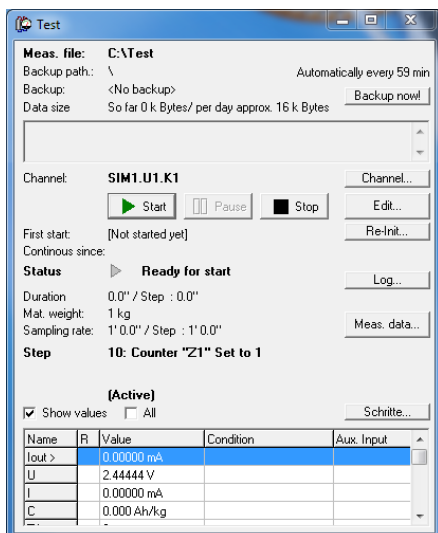 Test
Meas. file: C:\Test
Backup path.: \ Automatically every 59 min
Backup: <No backup> Backup now!
Data size So far 0 k Bytes/ per day approx. 16 k Bytes
Channel: SIM1.U1.K1 Channel...
Start Pause Stop Edit...
First start: [Not started yet] Re-Init...
Continous since:
Status Ready for start
Log...
Duration 0.0'' / Step : 0.0''
Mat. weight: 1 kg
Sampling rate: 1' 0.0'' / Step : 1' 0.0'' Meas. data...
Step 10: Counter "Z1" Set to 1
(Active)
Show values All Schritte...
Name R Value Condition Aux. Input
Iout > 0.00000 mA
U 2.44444 V
I 0.00000 mA
C 0.000 Ah/kg